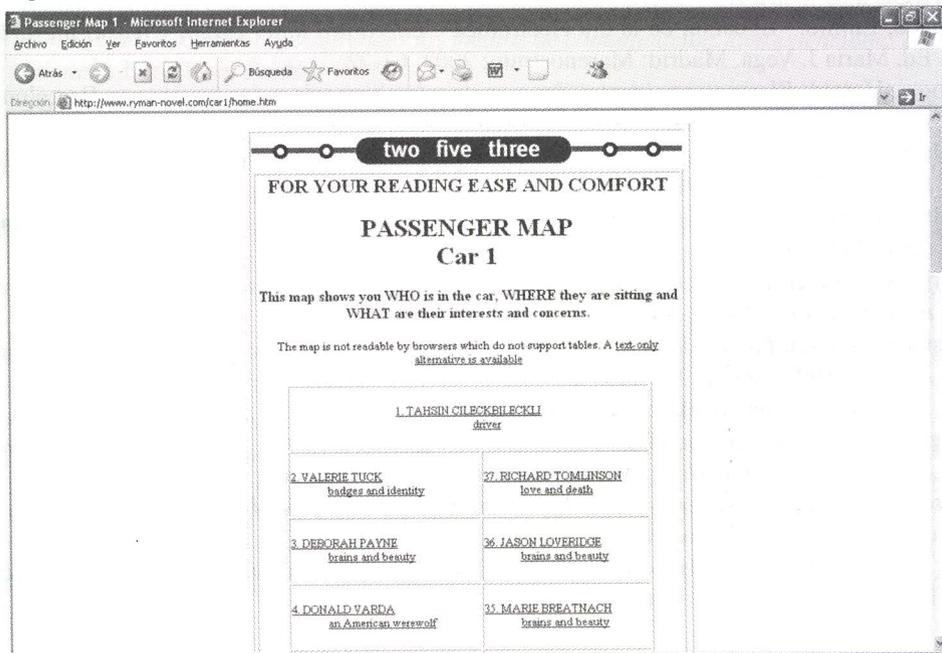 Passenger Map 1 - Microsoft Internet Explorer
Archivo Edición Ver Favoritos Herramientas Ayuda
Atrás Búsqueda Favoritos
Dirección http://www.ryman-novel.com/car1/home.htm Ir
two five three
FOR YOUR READING EASE AND COMFORT
PASSENGER MAP
Car 1
This map shows you WHO is in the car, WHERE they are sitting and
WHAT are their interests and concerns.
The map is not readable by browsers which do not support tables. A text-only
alternative is available
1. TAHSIN CILECKBILECKLI
driver
2. VALERIE TUCK
badges and identity
37. RICHARD TOMLINSON
love and death
3. DEBORAH PAYNE
brains and beauty
36. JASON LOVERIDGE
brains and beauty
4. DONALD VARDA
an American werewolf
35. MARIE BREATNACH
brains and beauty